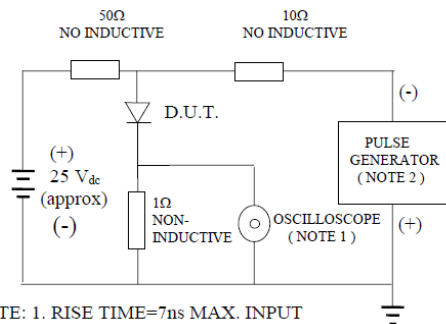 50Ω
NO INDUCTIVE
10Ω
NO INDUCTIVE
D.U.T.
(-)
PULSE
GENERATOR
( NOTE 2 )
(+)
(+)
25 Vdc
(approx)
(-)
1Ω
NON-
INDUCTIVE
OSCILLOSCOPE
( NOTE 1 )
TE: 1. RISE TIME=7ns MAX. INPUT